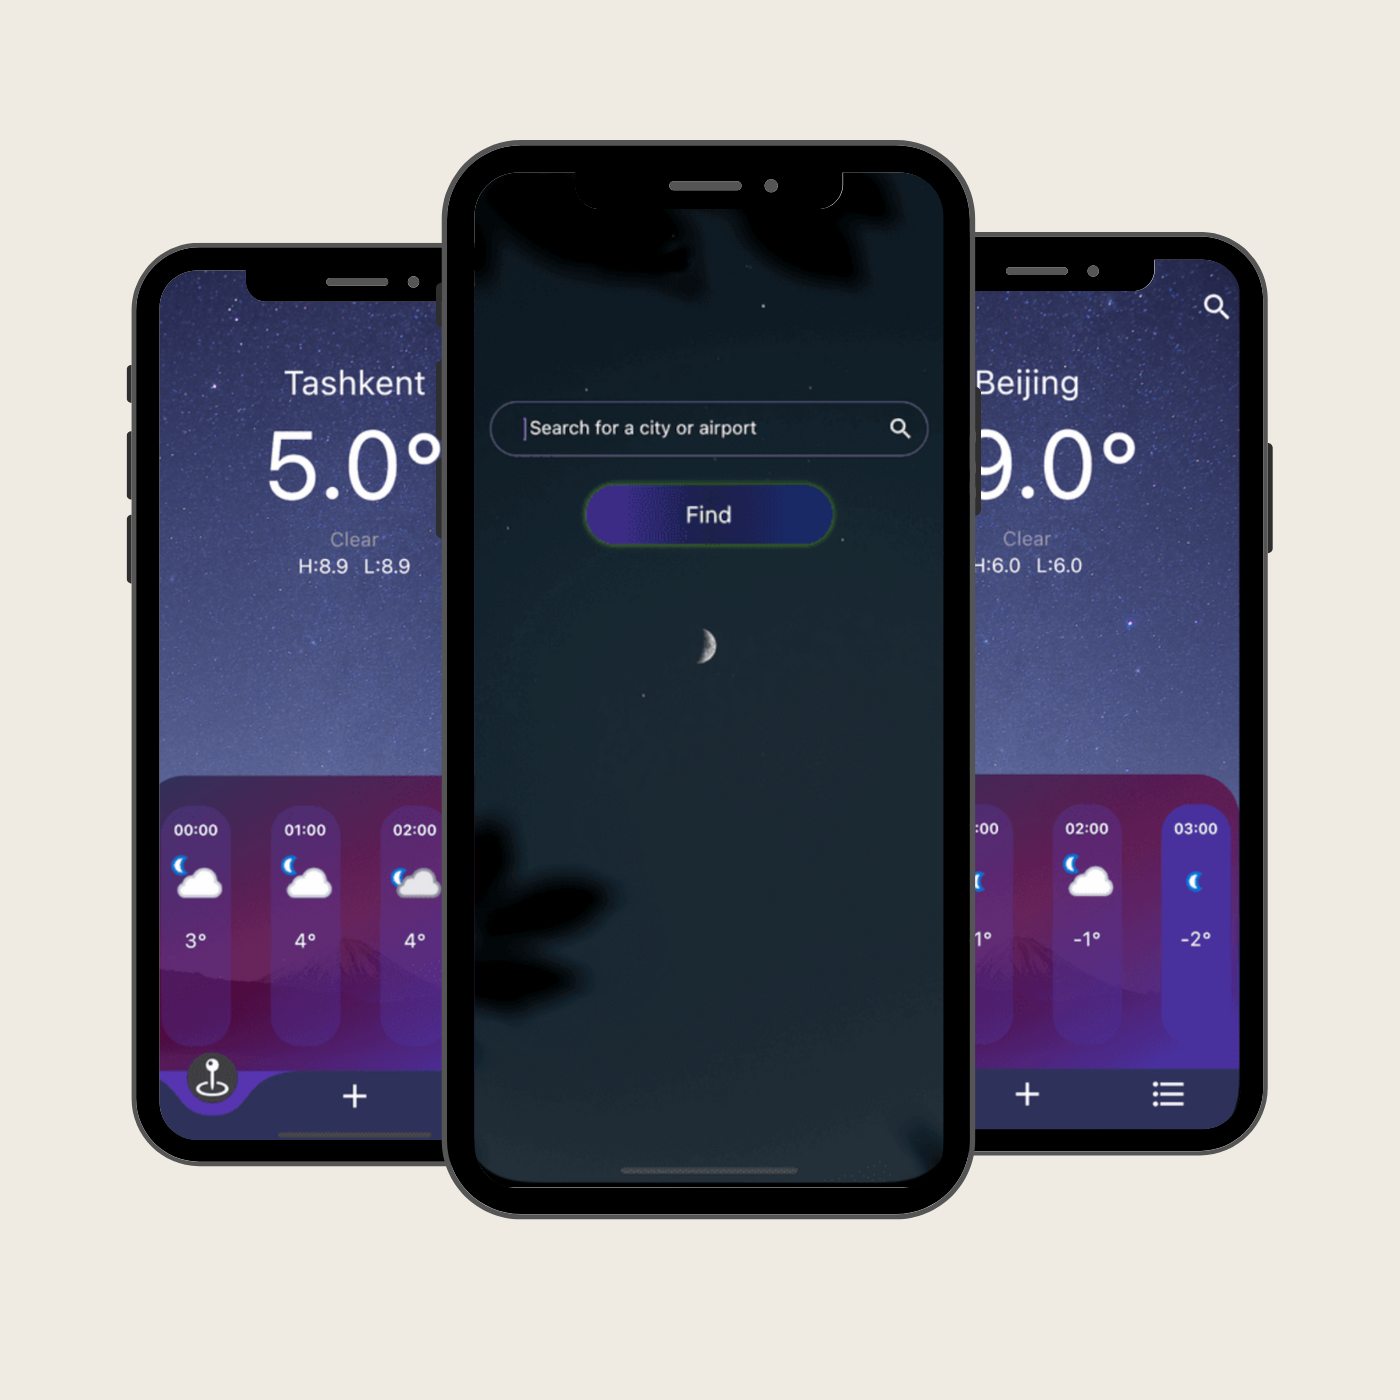 Tashkent
5.0°
Clear
H:8.9 L:8.9
00:00
01:00
02:00
3°
4°
4°
Search for a city or airport
Find
Beijing
9.0°
Clear
H:6.0 L:6.0
:00
02:00
03:00
1°
-1°
-2°